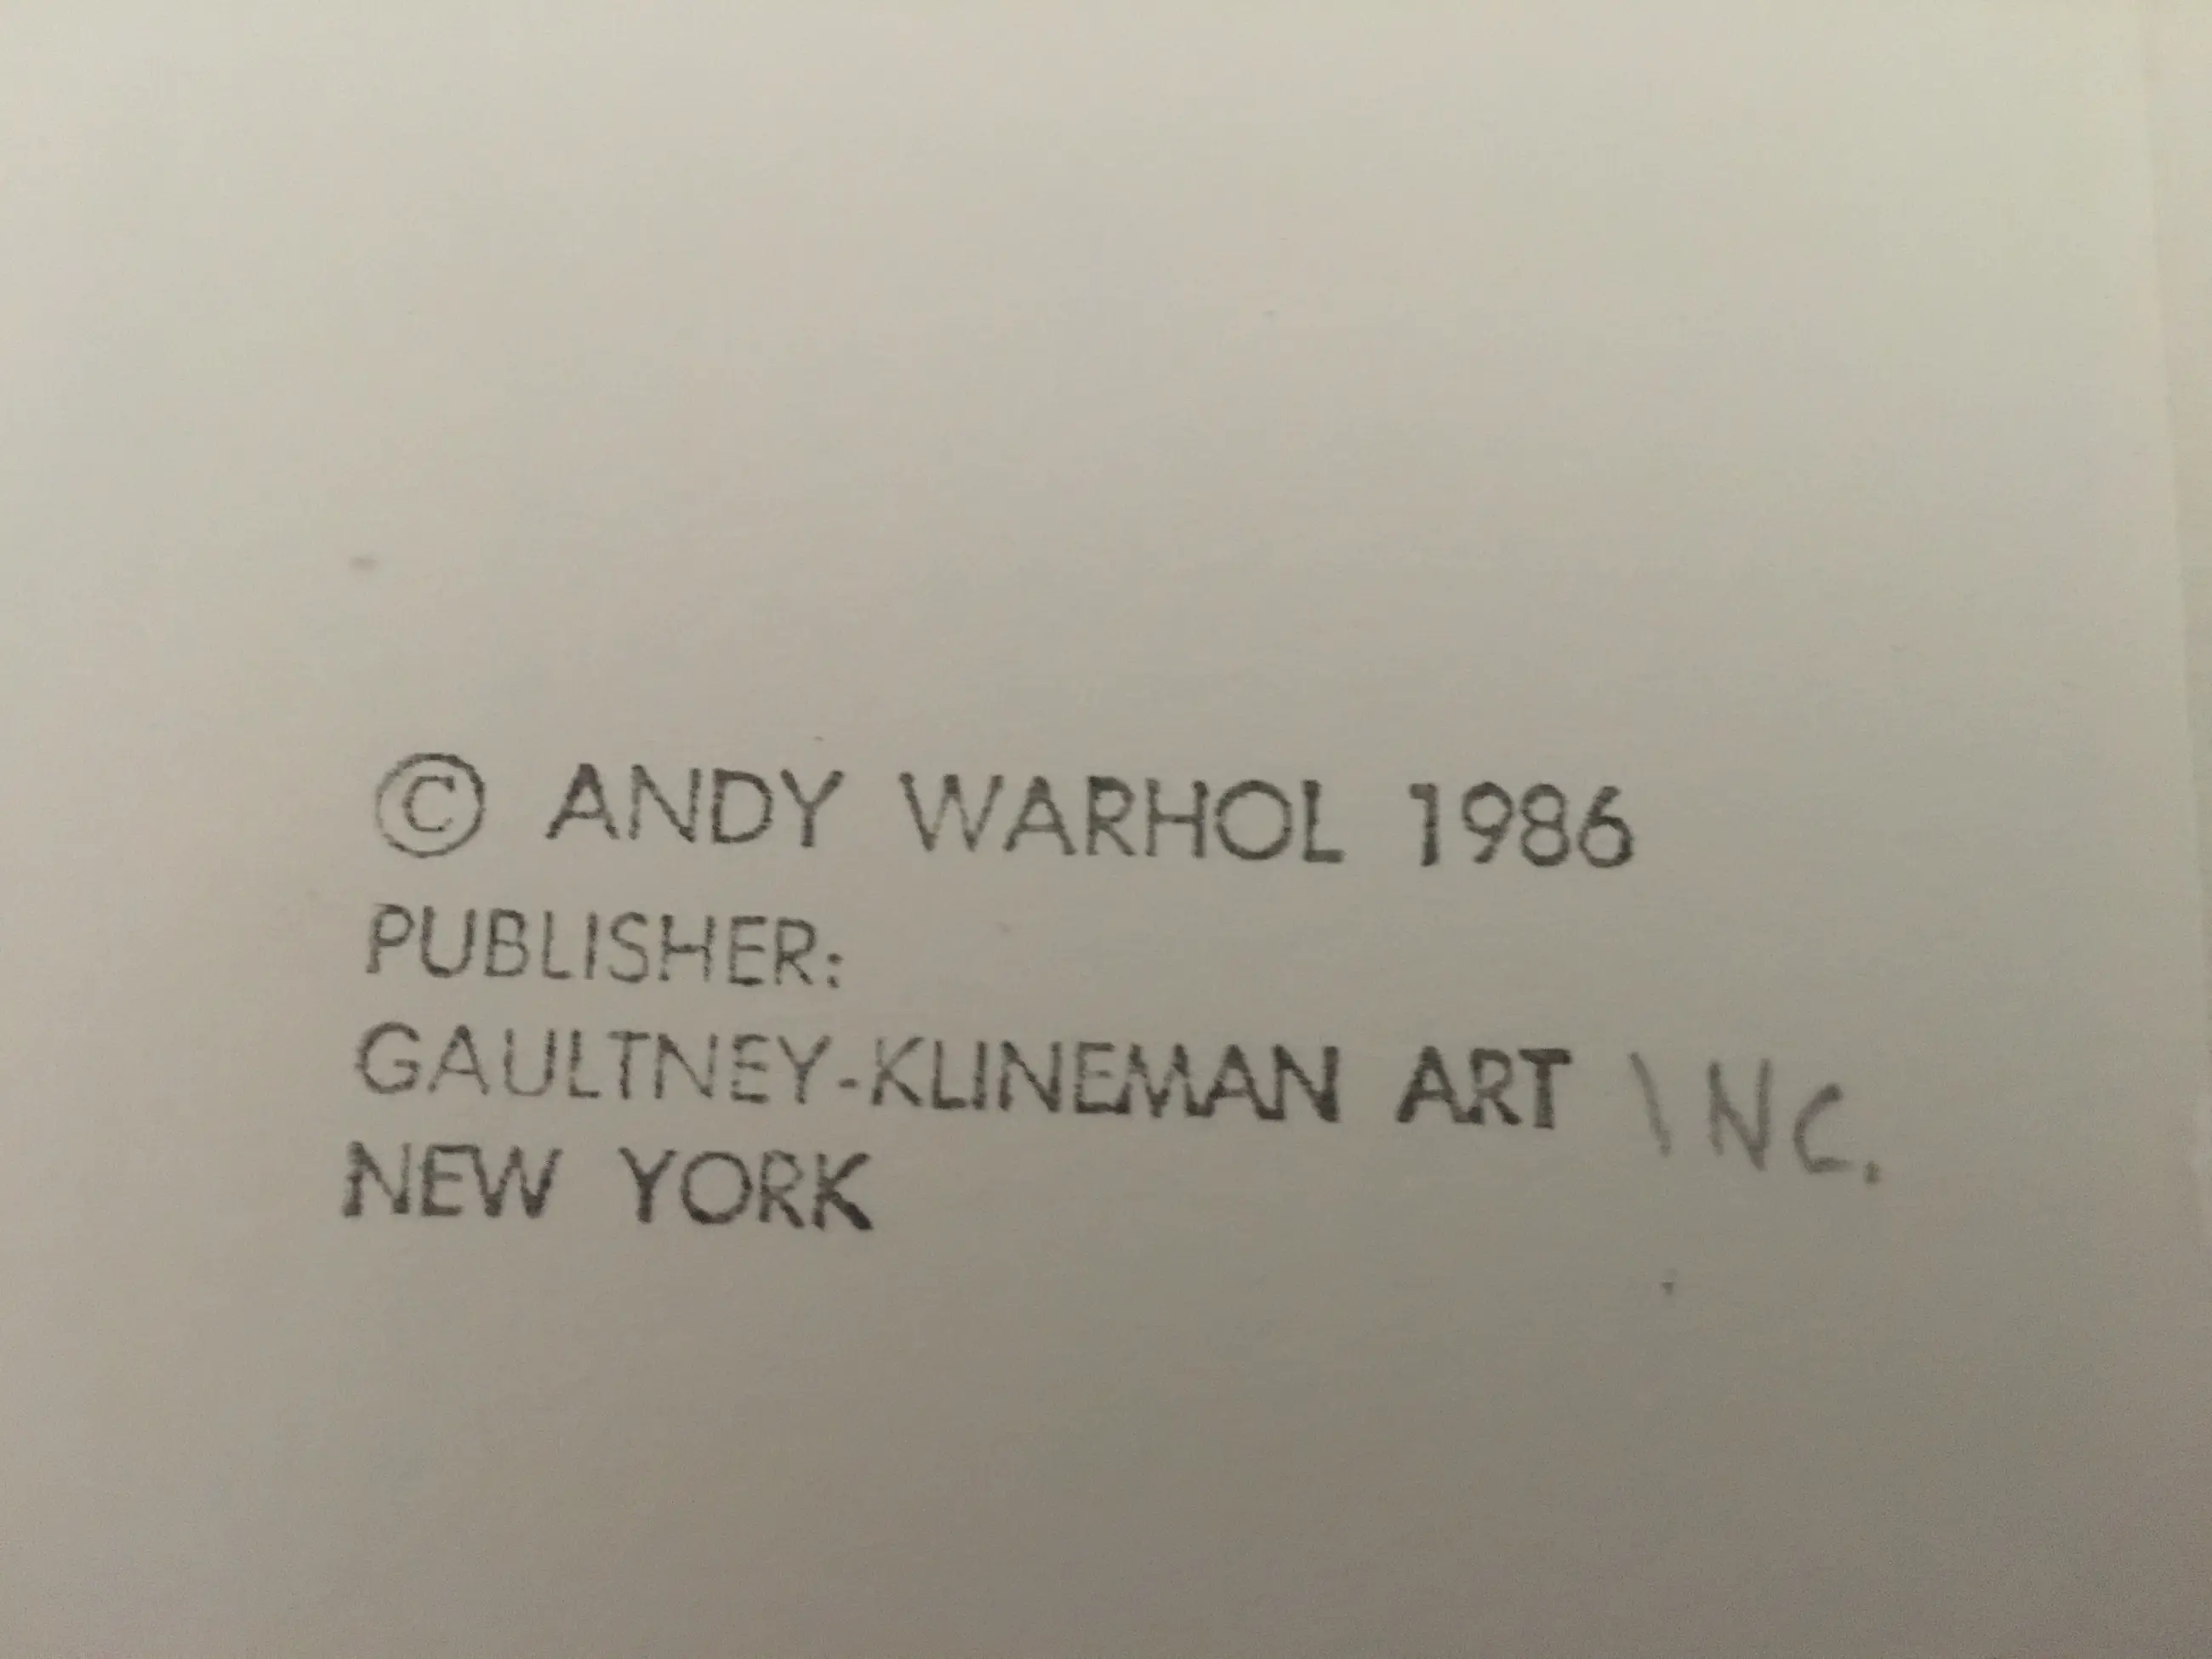 © ANDY WARHOL 1986
PUBLISHER:
GAULTNEY-KLINEMAN ART INC.
NEW YORK